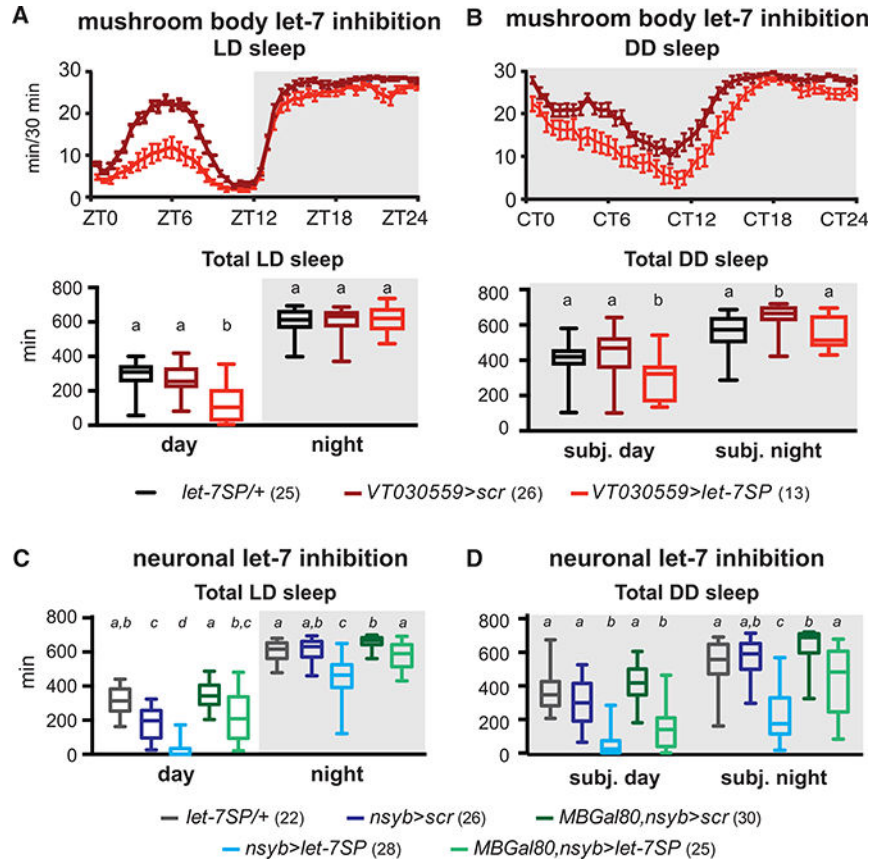 A mushroom body let-7 inhibition
LD sleep
min/30 min
30
20
10
0
ZT0 ZT6 ZT12 ZT18 ZT24
Total LD sleep
min
800
600
400
200
0
a a b a a a
day night
B mushroom body let-7 inhibition
DD sleep
30
20
10
0
CT0 CT6 CT12 CT18 CT24
Total DD sleep
800
600
400
200
0
a a b a b a
subj. day subj. night
let-7SP/+ (25) VT030559>scr (26) VT030559>let-7SP (13)
C neuronal let-7 inhibition
Total LD sleep
min
800
600
400
200
0
a,b c d a b,c a a,b c b a
day night
D neuronal let-7 inhibition
Total DD sleep
800
600
400
200
0
a a b a b a a,b c b a
subj. day subj. night
let-7SP/+ (22) nsyb>scr (26) MBGal80,nsyb>scr (30)
nsyb>let-7SP (28) MBGal80,nsyb>let-7SP (25)